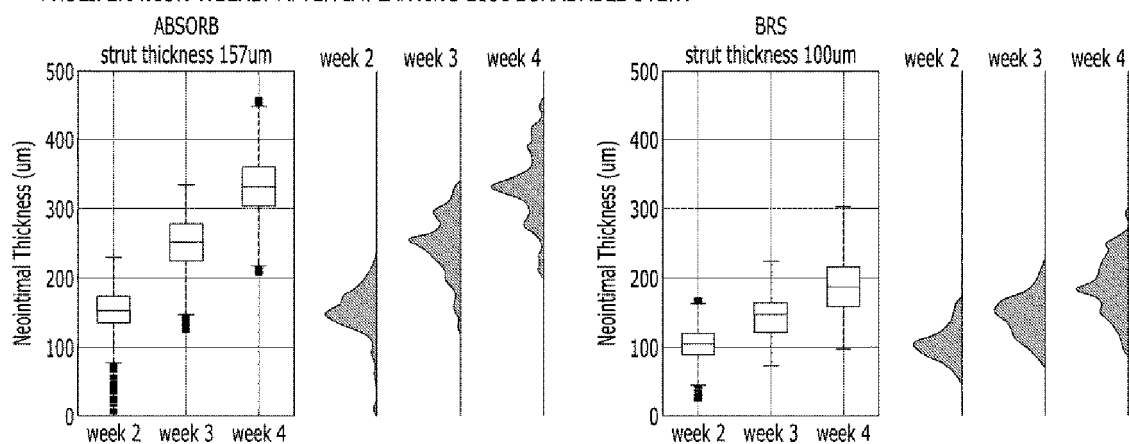 ABSORB
strut thickness 157um
week 2
week 3
week 4
500
400
300
200
100
0
Neointimal Thickness (um)
week 2 week 3 week 4
BRS
strut thickness 100um
week 2
week 3
week 4
500
400
300
200
100
0
Neointimal Thickness (um)
week 2 week 3 week 4